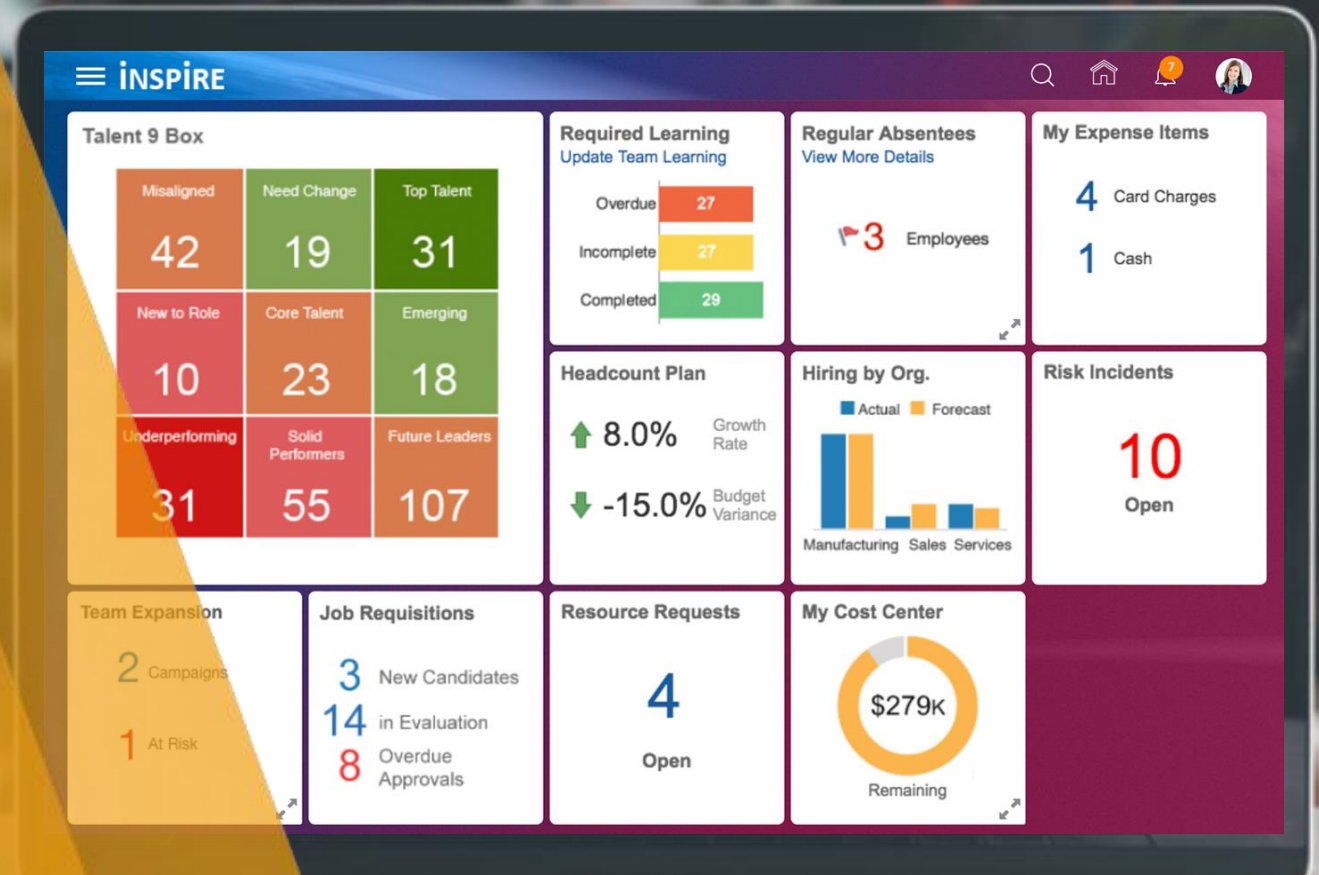 iNSPiRE
7
Talent 9 Box
Misaligned
42
Need Change
19
Top Talent
31
New to Role
10
Core Talent
23
Emerging
18
Underperforming
31
Solid
Performers
55
Future Leaders
107
Required Learning
Update Team Learning
Overdue 27
Incomplete 27
Completed 29
Regular Absentees
View More Details
3 Employees
My Expense Items
4 Card Charges
1 Cash
Headcount Plan
8.0% Growth
Rate
-15.0% Budget
Variance
Hiring by Org.
Actual Forecast
Manufacturing Sales Services
Risk Incidents
10
Open
Team Expansion
2 Campaigns
1 At Risk
Job Requisitions
3 New Candidates
14 in Evaluation
8 Overdue
Approvals
Resource Requests
4
Open
My Cost Center
$279K
Remaining